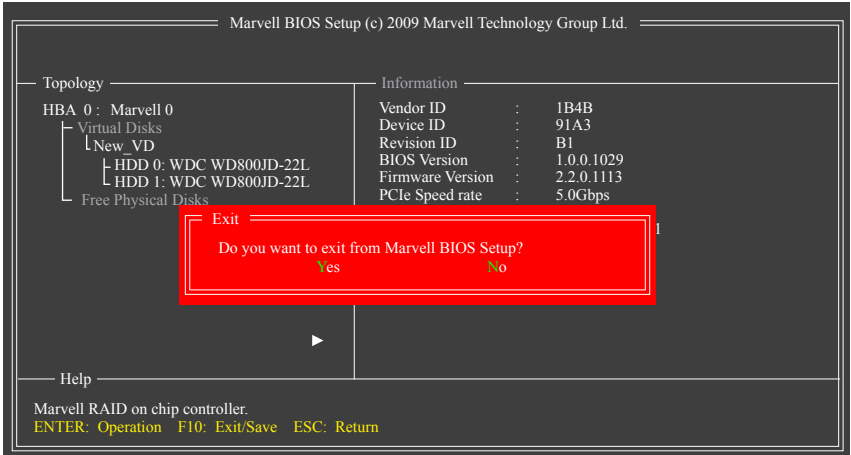 Marvell BIOS Setup (c) 2009 Marvell Technology Group Ltd.
Topology
HBA 0 : Marvell 0
Virtual Disks
New_VD
HDD 0: WDC WD800JD-22L
HDD 1: WDC WD800JD-22L
Free Physical Disks
Information
Vendor ID : 1B4B
Device ID : 91A3
Revision ID : B1
BIOS Version : 1.0.0.1029
Firmware Version : 2.2.0.1113
PCIe Speed rate : 5.0Gbps
1
Exit
Do you want to exit from Marvell BIOS Setup?
Yes No
Help
Marvell RAID on chip controller.
ENTER: Operation F10: Exit/Save ESC: Return